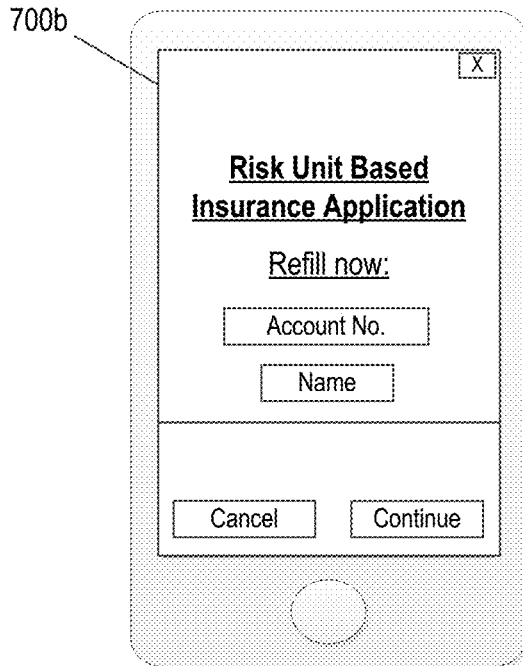 700b
X
Risk Unit Based
Insurance Application
Refill now:
Account No.
Name
Cancel
Continue